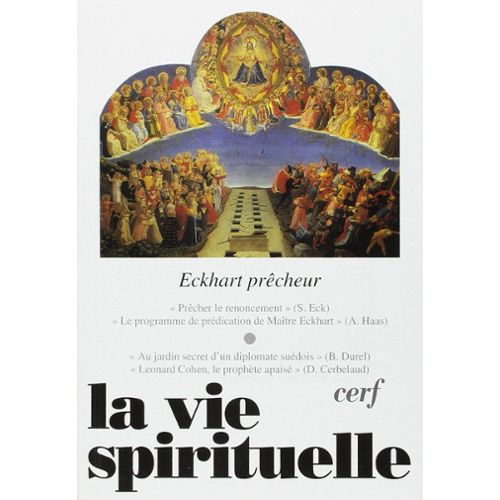 Eckhart prêcheur
« Prêcher le renoncement » (S. Eck)
« Le programme de prédication de Maître Eckhart » (A. Haas)
« Au jardin secret d'un diplomate suédois » (B. Durel)
« Leonard Cohen, le prophète apaisé » (D. Cerbelaud)
cerf
la vie
spirituelle